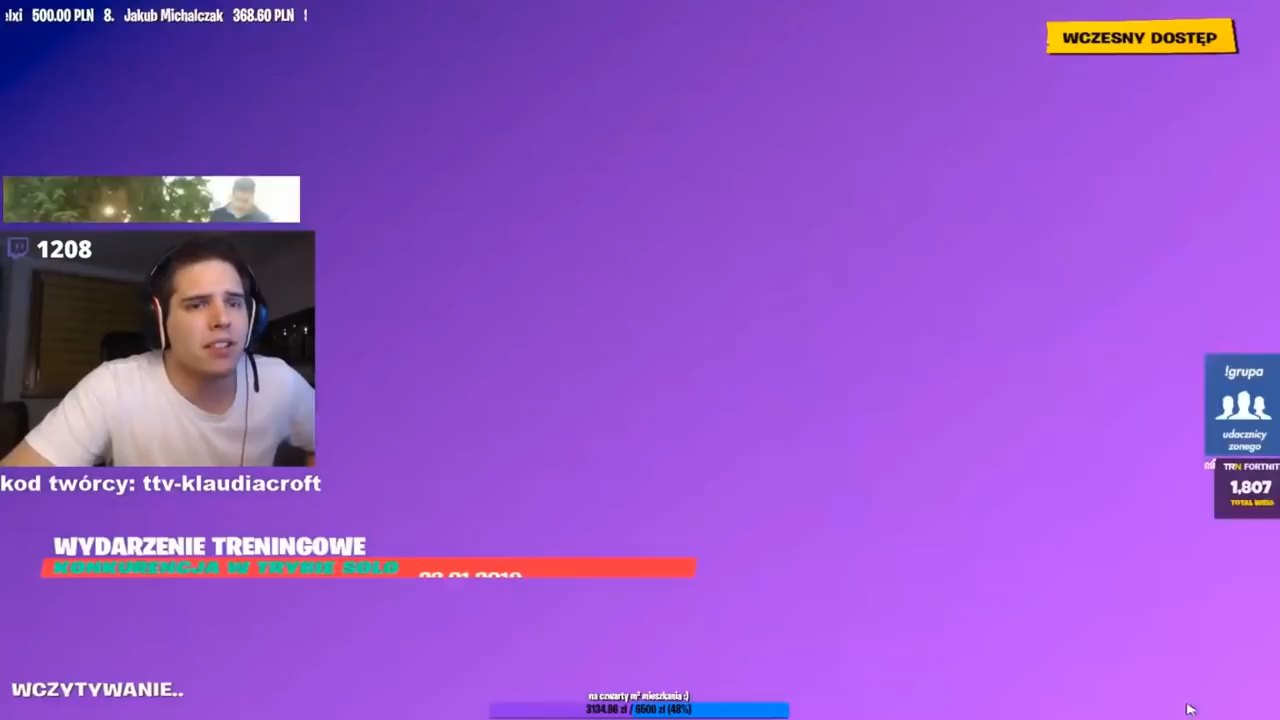 500.00 PLN 8. Jakub Michalczak 368.60 PLN
WCZESNY DOSTĘP
1208
!grupa
udacznicy
zonego
TRN FORTNIT
1,807
TOTAL WINS
kod twórcy: ttv-klaudiacroft
WYDARZENIE TRENINGOWE
KONKURENCJA W TRYBIE SOLO
WCZYTYWANIE..
na czwarty m² mieszkania :)
3134.96 zł / 6500 zł (48%)